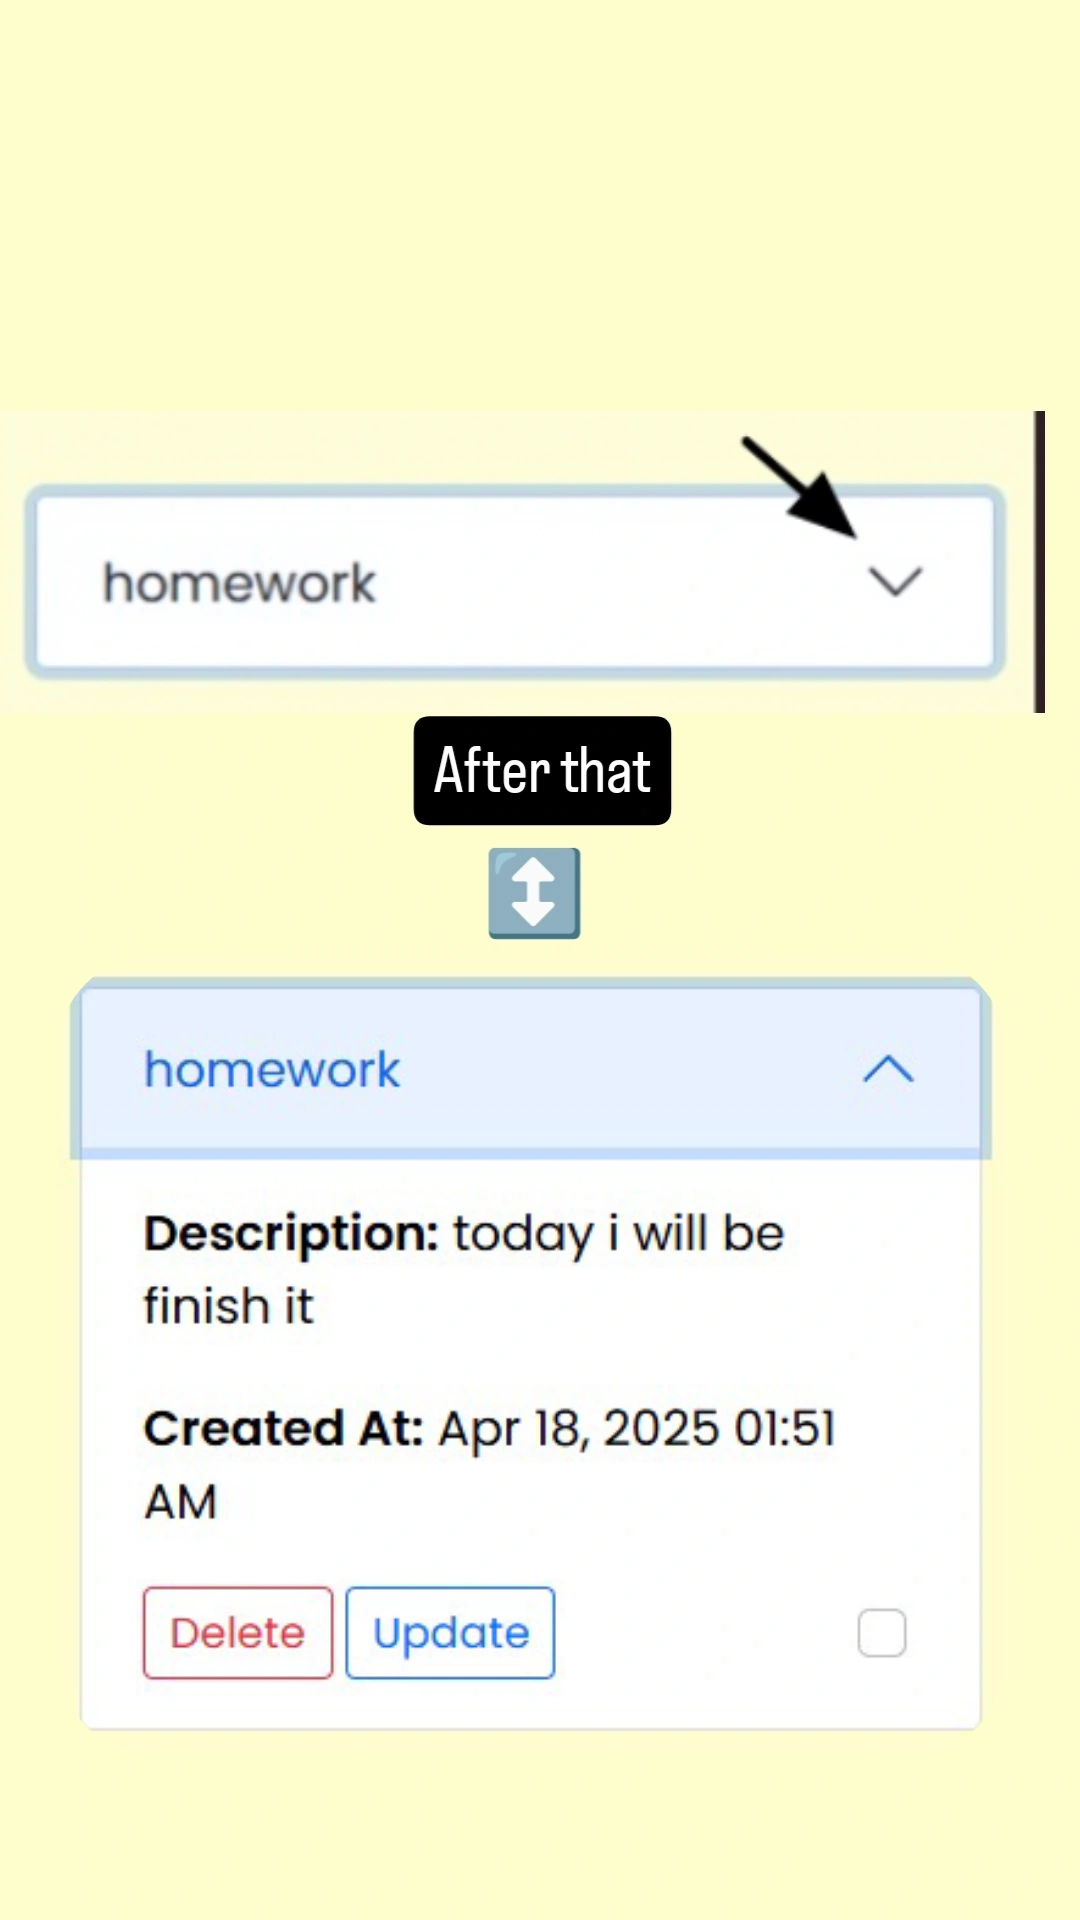 homework
After that
homework
Description: today i will be
finish it
Created At: Apr 18, 2025 01:51
AM
Delete Update